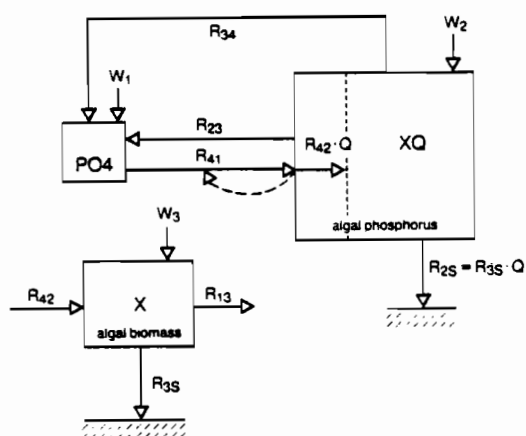 R34
W2
W1
R23
PO4
R41
R42·Q
XQ
algal phosphorus
W3
R2S = R3S·Q
R42
X
R13
algal biomass
R3S